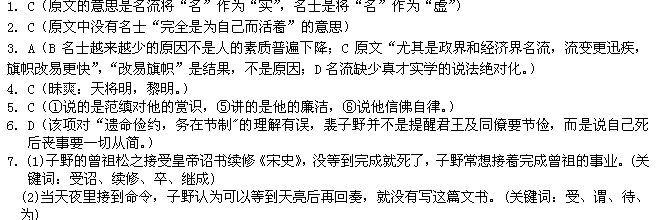 1. C（原文的意思是名流将“名”作为“实”，名士是将“名”作为“虚”）
2. C（原文中没有名士“完全是为自己而活着”的意思）
3. A（B 名士越来越少的原因不是人的素质普遍下降；C 原文“尤其是政界和经济界名流，流变更迅疾，
旗帜改易更快”，“改易旗帜”是结果，不是原因；D 名流缺少真才实学的说法绝对化。）
4. C（昧爽：天将明，黎明。）
5. C（①说的是范缜对他的赏识，⑤讲的是他的廉洁，⑥说他信佛自律。）
6. D（该项对“遗命俭约，务在节制"的理解有误，裴子野并不是提醒君王及同僚要节俭，而是说自己死
后丧事要一切从简。）
7. (1)子野的曾祖松之接受皇帝诏书续修《宋史》，没等到完成就死了，子野常想接着完成曾祖的事业。(关
键词：受诏、续修、卒、继成）
(2)当天夜里接到命令，子野认为可以等到天亮后再回奏，就没有写这篇文书。(关键词：受、谓、待、
为)